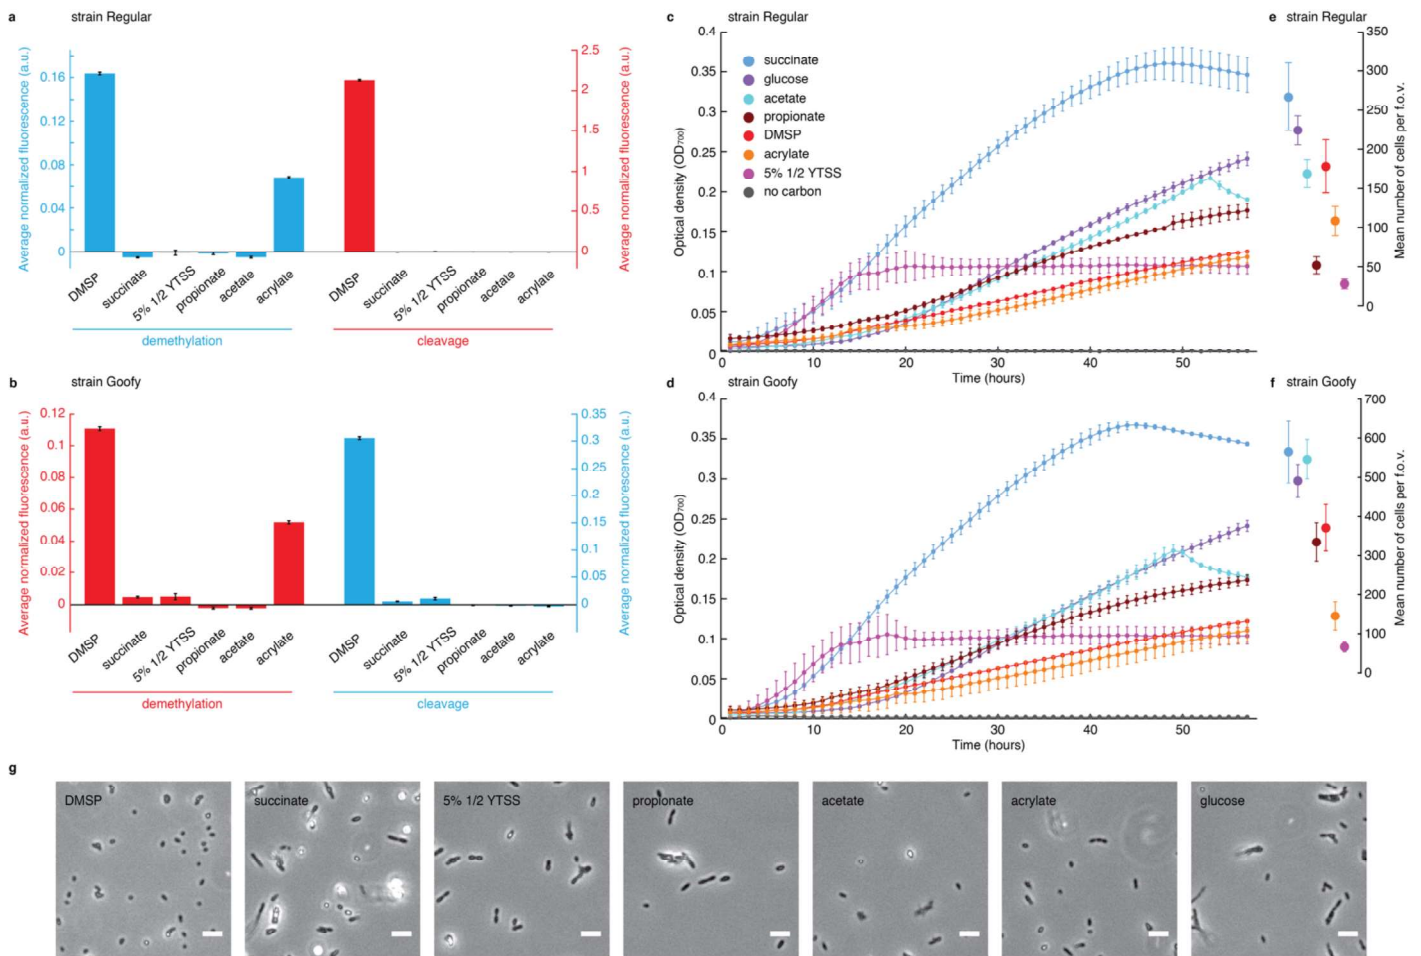 a strain Regular
Average normalized fluorescence (a.u.)
0.16
0.12
0.08
0.04
0
DMSP
succinate
5% 1/2 YTSS
propionate
acetate
acrylate
demethylation
2.5
2
1.5
1
0.5
0
Average normalized fluorescence (a.u.)
DMSP
succinate
5% 1/2 YTSS
propionate
acetate
acrylate
cleavage
c strain Regular
Optical density (OD700)
0.4
0.35
0.3
0.25
0.2
0.15
0.1
0.05
0
succinate
glucose
acetate
propionate
DMSP
acrylate
5% 1/2 YTSS
no carbon
0 10 20 30 40 50
Time (hours)
e strain Regular
350
300
250
200
150
100
50
0
Mean number of cells per f.o.v.
b strain Goofy
Average normalized fluorescence (a.u.)
0.12
0.1
0.08
0.06
0.04
0.02
0
DMSP
succinate
5% 1/2 YTSS
propionate
acetate
acrylate
demethylation
0.35
0.3
0.25
0.2
0.15
0.1
0.05
0
Average normalized fluorescence (a.u.)
DMSP
succinate
5% 1/2 YTSS
propionate
acetate
acrylate
cleavage
d strain Goofy
Optical density (OD700)
0.4
0.35
0.3
0.25
0.2
0.15
0.1
0.05
0
0 10 20 30 40 50
Time (hours)
f strain Goofy
700
600
500
400
300
200
100
0
Mean number of cells per f.o.v.
g
DMSP
succinate
5% 1/2 YTSS
propionate
acetate
acrylate
glucose